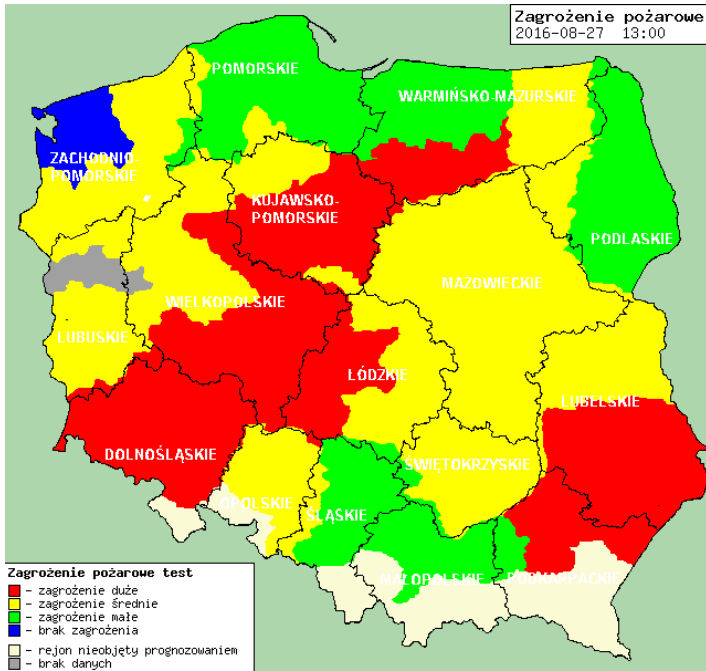 Zagrożenie pożarowe
2016-08-27 13:00
POMORSKIE
WARMIŃSKO-MAZURSKIE
ZACHODNIO-
POMORSKIE
KUJAWSKO-
POMORSKIE
PODLASKIE
MAZOWIECKIE
WIELKOPOLSKIE
LUBUSKIE
ŁÓDZKIE
LUBELSKIE
DOLNOŚLĄSKIE
ŚWIĘTOKRZYSKIE
OPOLSKIE
ŚLĄSKIE
MAŁOPOLSKIE
PODKARPACKIE
Zagrożenie pożarowe test
– zagrożenie duże
– zagrożenie średnie
– zagrożenie małe
– brak zagrożenia
– rejon nieobjęty prognozowaniem
– brak danych